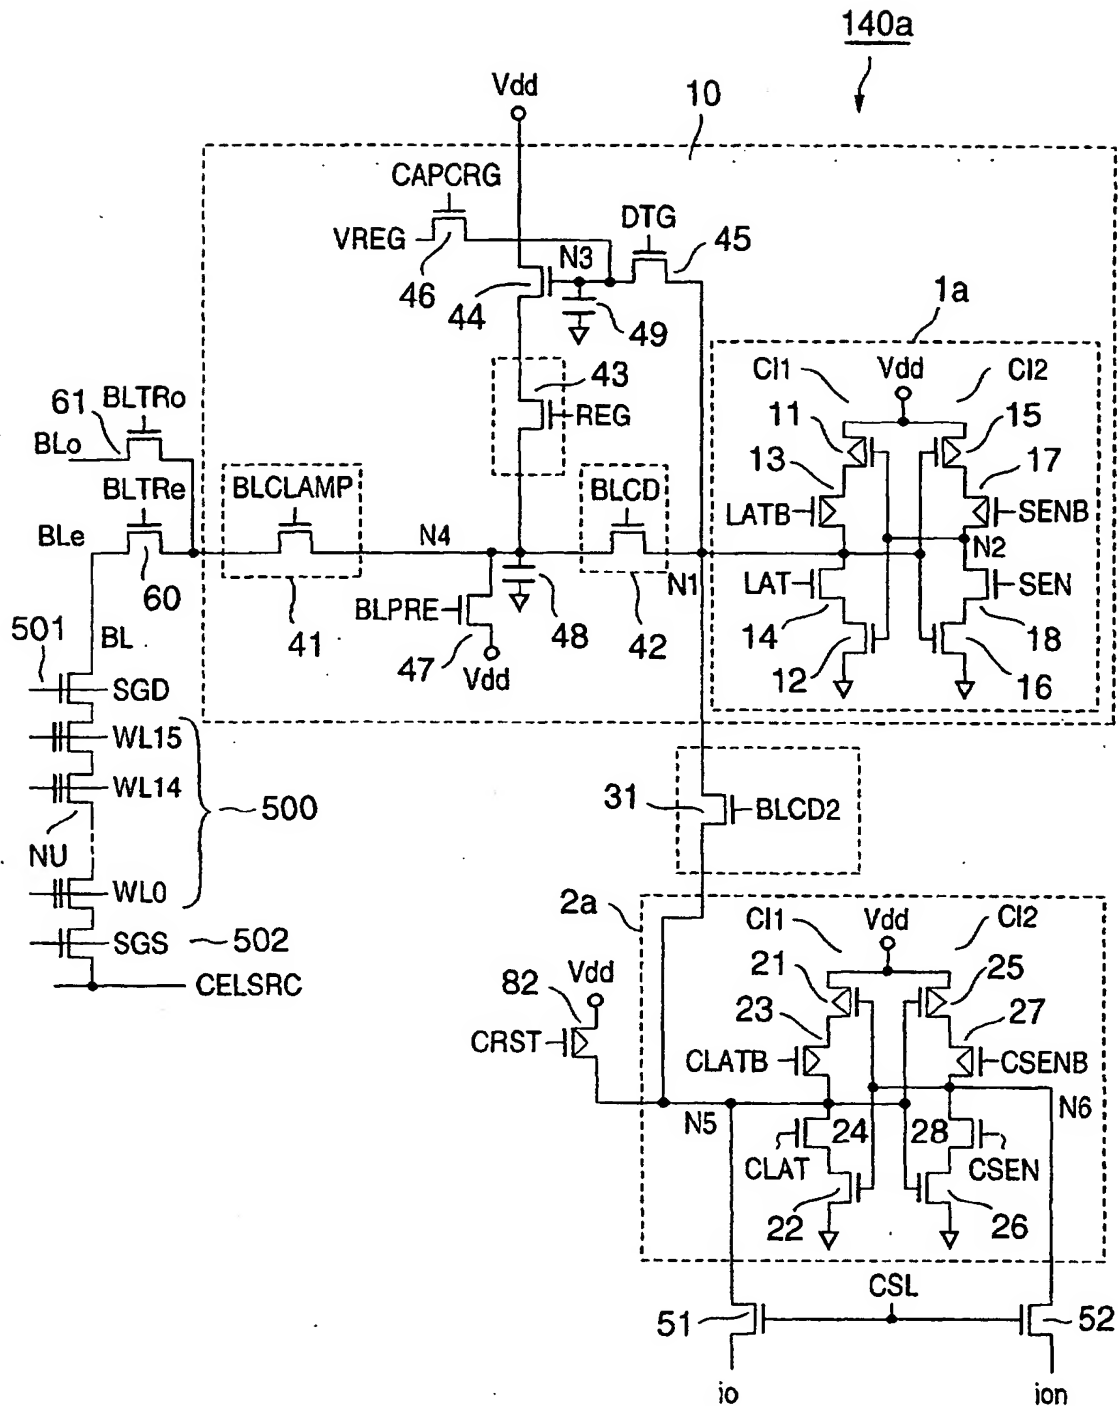 140a
Vdd
10
CAPCRG
DTG
VREG
N3
45
46
44
49
1a
43
CI1
Vdd
CI2
REG
11
15
BLTRo
61
BLo
13
17
BLTRe
BLCLAMP
BLCD
LATB
SENB
BLe
N4
N2
60
N1
LAT
SEN
BLPRE
48
14
18
501
BL
41
47
Vdd
42
12
16
SGD
WL15
WL14
500
31
BLCD2
NU
WL0
2a
CI1
Vdd
CI2
SGS
502
82
Vdd
21
25
CELSRC
23
27
CRST
CLATB
CSENB
N5
N6
24
28
CLAT
CSEN
22
26
CSL
51
52
io
ion